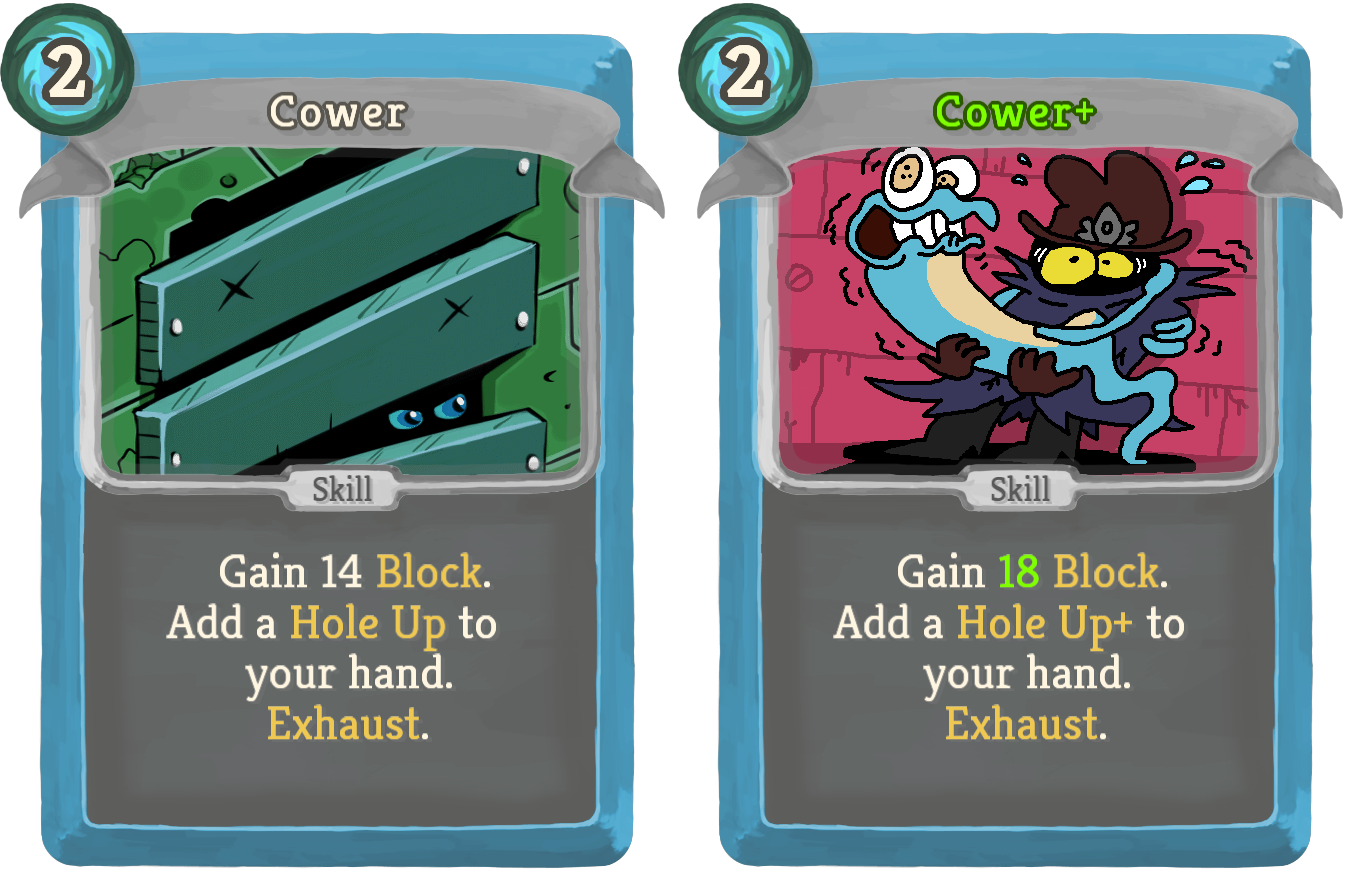 2
Cower
Skill
Gain 14 Block.
Add a Hole Up to
your hand.
Exhaust.
2
Cower+
Skill
Gain 18 Block.
Add a Hole Up+ to
your hand.
Exhaust.